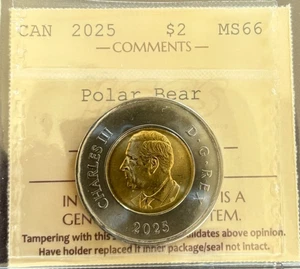 CAN 2025 $2 MS66
COMMENTS
Polar Bear
CHARLES III D·G·REX
2025
IN IS A
GEN TEM.
Tampering with this didates above opinion.
Have holder replaced if inner package/seal not intact.